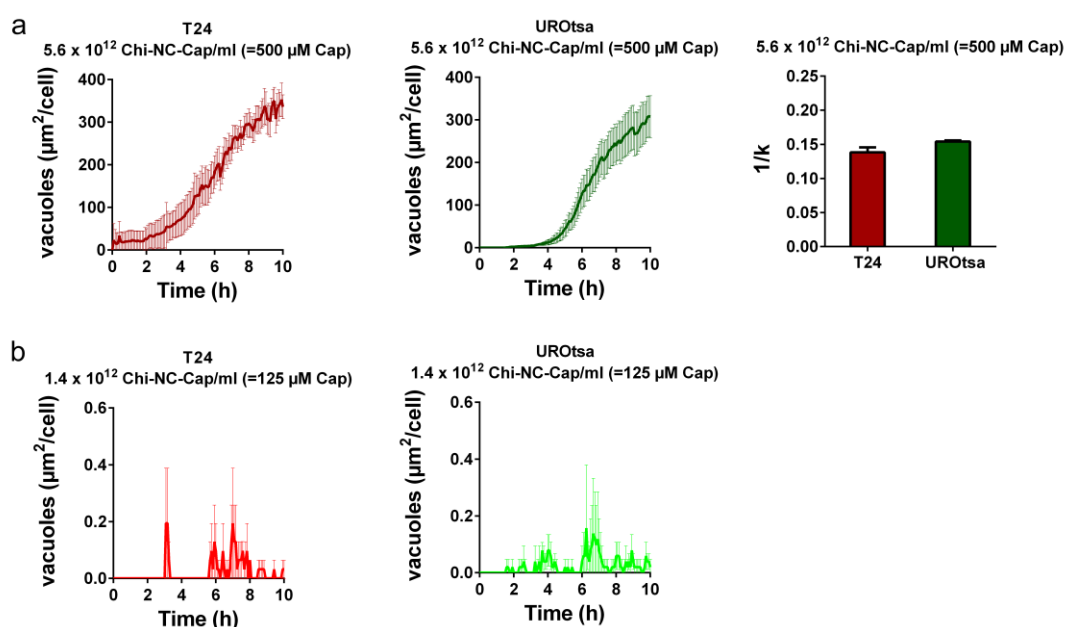 a
T24
5.6 x 10¹² Chi-NC-Cap/ml (=500 µM Cap)
vacuoles (µm²/cell)
400
300
200
100
0
0 2 4 6 8 10
Time (h)
UROtsa
5.6 x 10¹² Chi-NC-Cap/ml (=500 µM Cap)
vacuoles (µm²/cell)
400
300
200
100
0
0 2 4 6 8 10
Time (h)
5.6 x 10¹² Chi-NC-Cap/ml (=500 µM Cap)
1/k
0.25
0.20
0.15
0.10
0.05
0.00
T24 UROtsa
b
T24
1.4 x 10¹² Chi-NC-Cap/ml (=125 µM Cap)
vacuoles (µm²/cell)
0.6
0.4
0.2
0.0
0 2 4 6 8 10
Time (h)
UROtsa
1.4 x 10¹² Chi-NC-Cap/ml (=125 µM Cap)
vacuoles (µm²/cell)
0.6
0.4
0.2
0.0
0 2 4 6 8 10
Time (h)